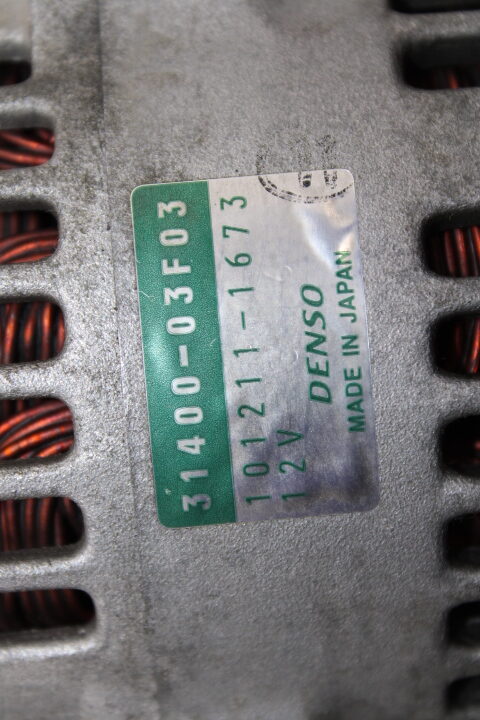 31400-03F03
101211-1673
12V
DENSO
MADE IN JAPAN